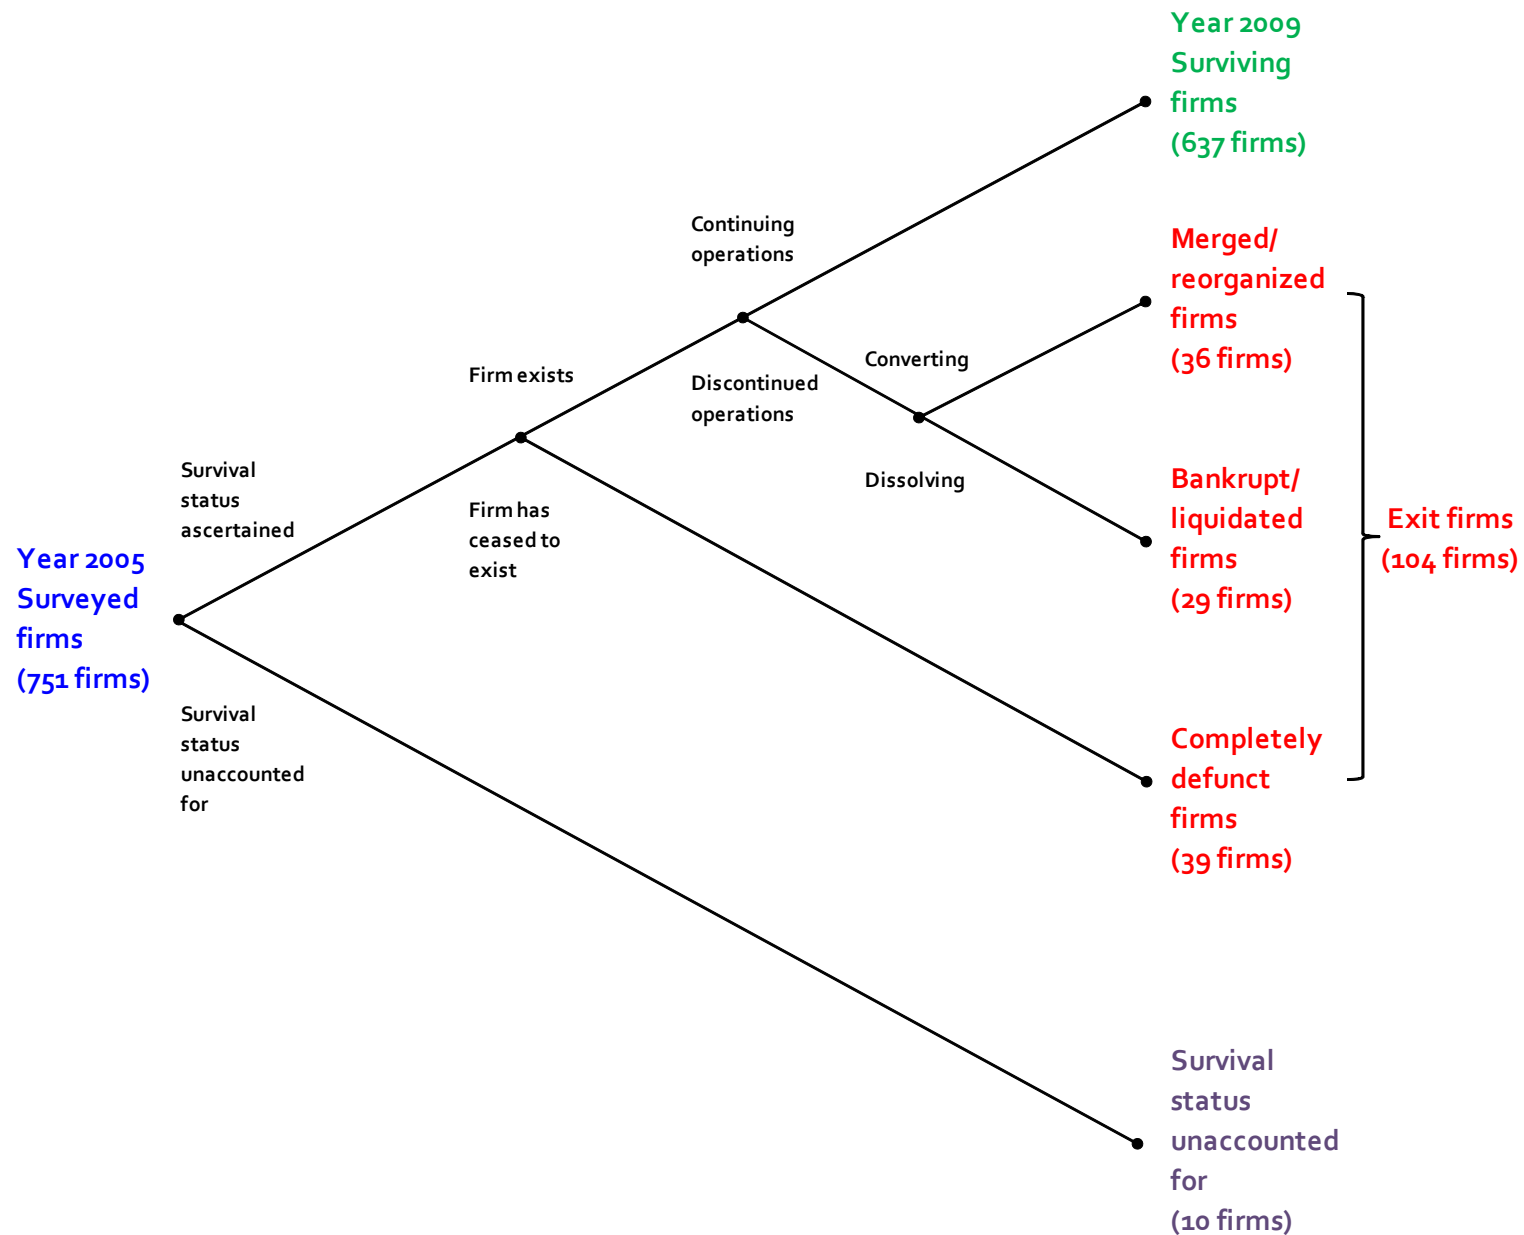 Year 2009
Surviving
firms
(637 firms)
Continuing
operations
Merged/
reorganized
firms
(36 firms)
Converting
Firm exists
Discontinued
operations
Survival
status
ascertained
Dissolving
Bankrupt/
liquidated
firms
(29 firms)
Exit firms
(104 firms)
Firm has
ceased to
exist
Year 2005
Surveyed
firms
(751 firms)
Survival
status
unaccounted
for
Completely
defunct
firms
(39 firms)
Survival
status
unaccounted
for
(10 firms)